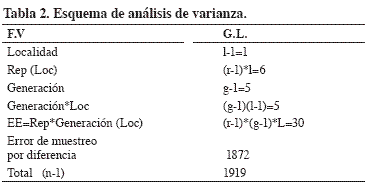 Tabla 2. Esquema de análisis de varianza.
F.V G.L.
Localidad l-1=1
Rep (Loc) (r-1)*l=6
Generación g-1=5
Generación*Loc (g-1)(l-1)=5
EE=Rep*Generación (Loc) (r-1)*(g-1)*L=30
Error de muestreo
por diferencia 1872
Total (n-1) 1919